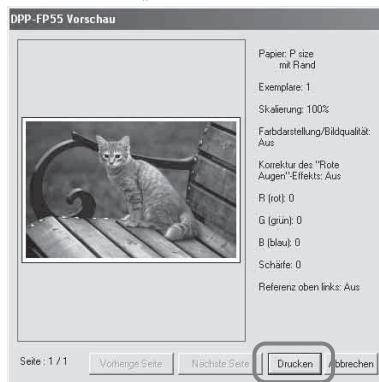 DPP-FP55 Vorschau
Papier: P size
mit Rand
Exemplare: 1
Skalierung: 100%
Farbdarstellung/Bildqualität:
Aus
Korrektur des "Rote
Augen"-Effekts: Aus
R (rot): 0
G (grün): 0
B (blau): 0
Schärfe: 0
Referenz oben links: Aus
Seite : 1 / 1 Vorherige Seite Nächste Seite Drucken Abbrechen